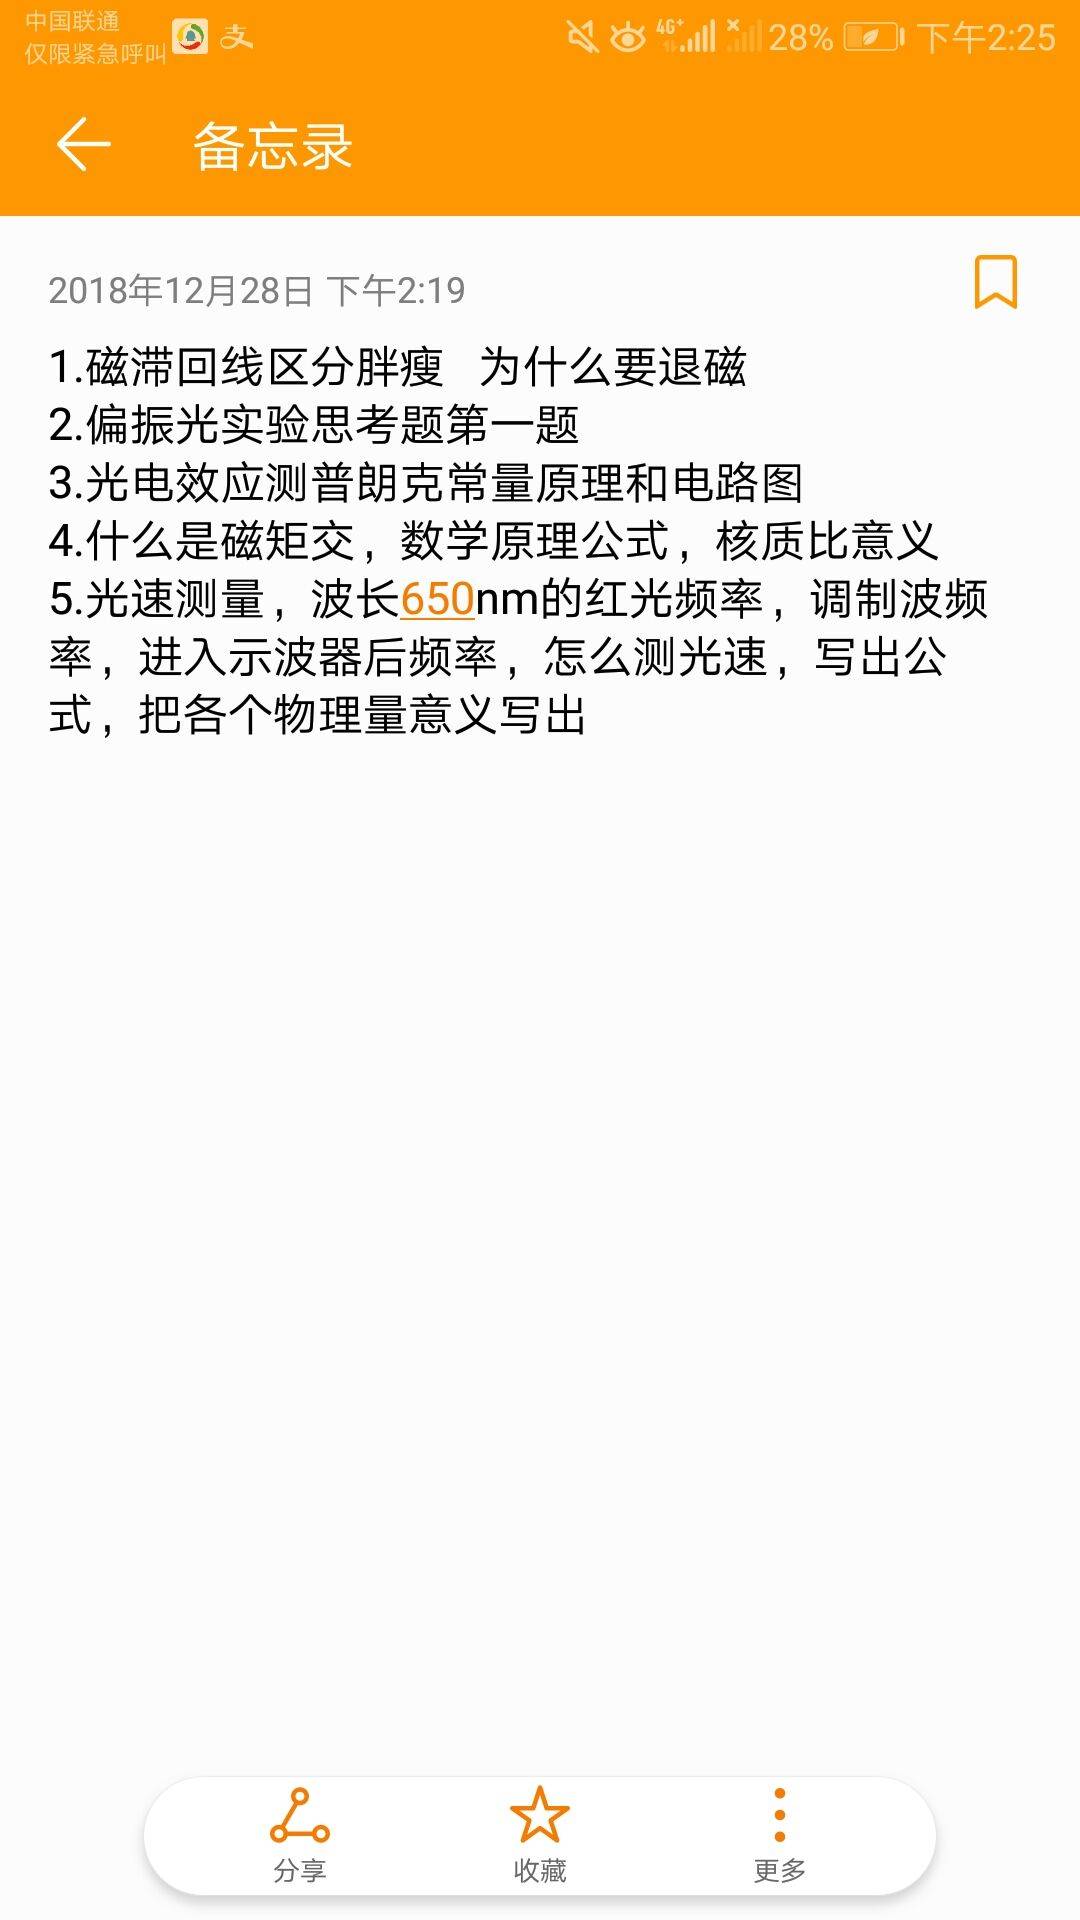 中国联通
仅限紧急呼叫
支
4G+
28%
下午2:25
备忘录
2018年12月28日 下午2:19
1.磁滞回线区分胖瘦   为什么要退磁
2.偏振光实验思考题第一题
3.光电效应测普朗克常量原理和电路图
4.什么是磁矩交，数学原理公式，核质比意义
5.光速测量，波长650nm的红光频率，调制波频
率，进入示波器后频率，怎么测光速，写出公
式，把各个物理量意义写出
分享
收藏
更多